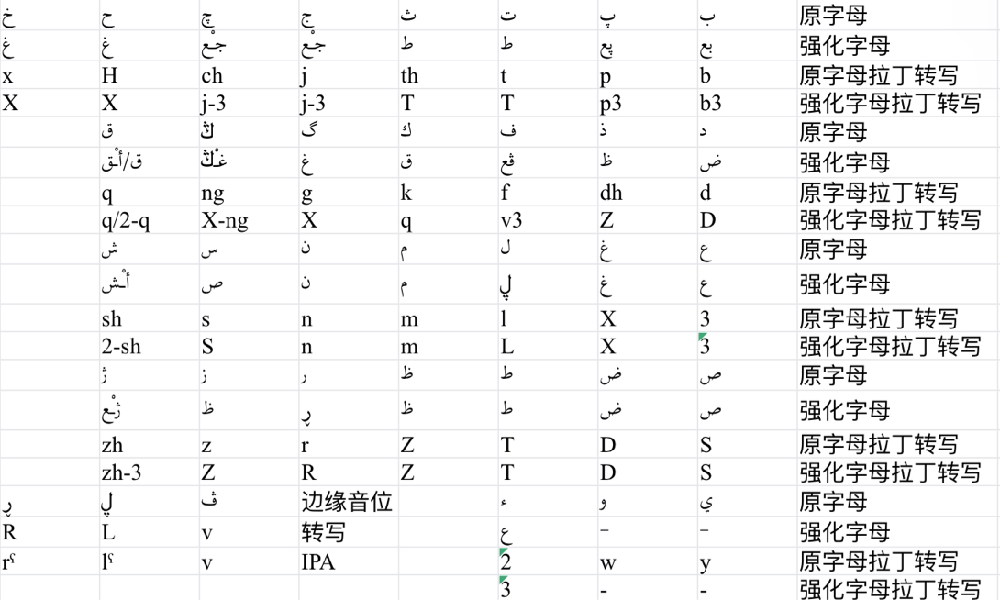 原字母 ب پ ت ث ج چ ح خ
强化字母 بع پع ط ط جْع جْع غ غ
原字母拉丁转写 b p t th j ch H x
强化字母拉丁转写 b3 p3 T T j-3 j-3 X X
原字母 د ذ ف ك گ ڭ ق
强化字母 ض ظ ڤع ق غ غْڭ ق/أْق
原字母拉丁转写 d dh f k g ng q
强化字母拉丁转写 D Z v3 q X X-ng q/2-q
原字母 ع غ ل م ن س ش
强化字母 ع غ ڸ م ن ص أْش
原字母拉丁转写 3 X l m n s sh
强化字母拉丁转写 3 X L m n S 2-sh
原字母 ص ض ط ظ ر ز ژ
强化字母 ص ض ط ظ ڕ ظ ژْع
原字母拉丁转写 S D T Z r z zh
强化字母拉丁转写 S D T Z R Z zh-3
原字母 ي و ء 边缘音位 ڤ ڸ ڕ
强化字母 - - ع 转写 v L R
原字母拉丁转写 y w 2 IPA v lˤ rˤ
强化字母拉丁转写 - - 3